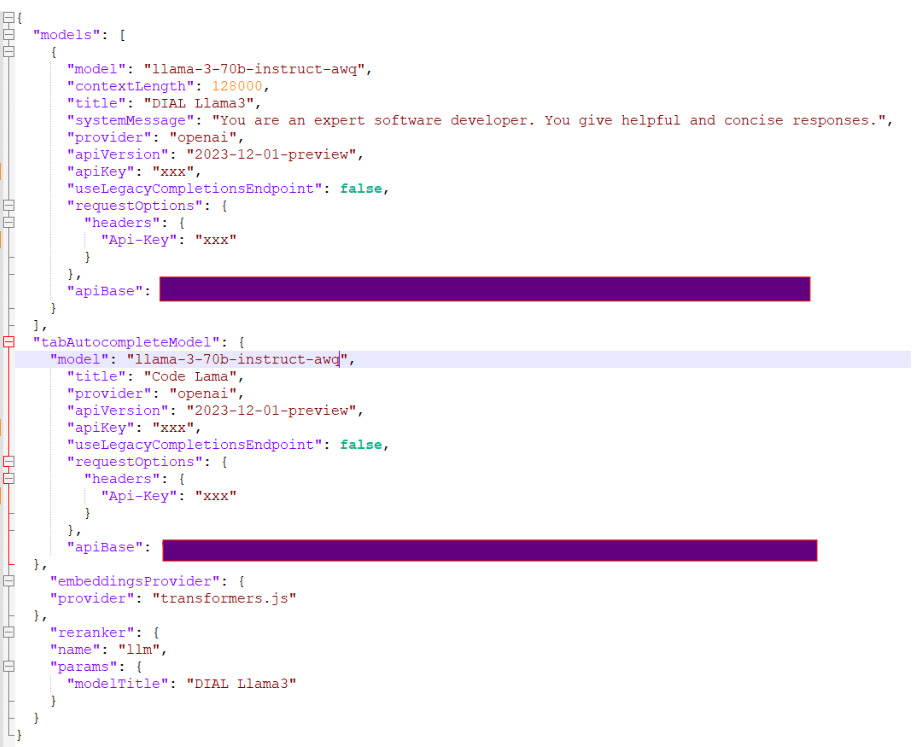 {
"models": [
{
"model": "llama-3-70b-instruct-awq",
"contextLength": 128000,
"title": "DIAL Llama3",
"systemMessage": "You are an expert software developer. You give helpful and concise responses.",
"provider": "openai",
"apiVersion": "2023-12-01-preview",
"apiKey": "xxx",
"useLegacyCompletionsEndpoint": false,
"requestOptions": {
"headers": {
"Api-Key": "xxx"
}
},
"apiBase":
}
],
"tabAutocompleteModel": {
"model": "llama-3-70b-instruct-awq",
"title": "Code Lama",
"provider": "openai",
"apiVersion": "2023-12-01-preview",
"apiKey": "xxx",
"useLegacyCompletionsEndpoint": false,
"requestOptions": {
"headers": {
"Api-Key": "xxx"
}
},
"apiBase":
},
"embeddingsProvider": {
"provider": "transformers.js"
},
"reranker": {
"name": "llm",
"params": {
"modelTitle": "DIAL Llama3"
}
}
}